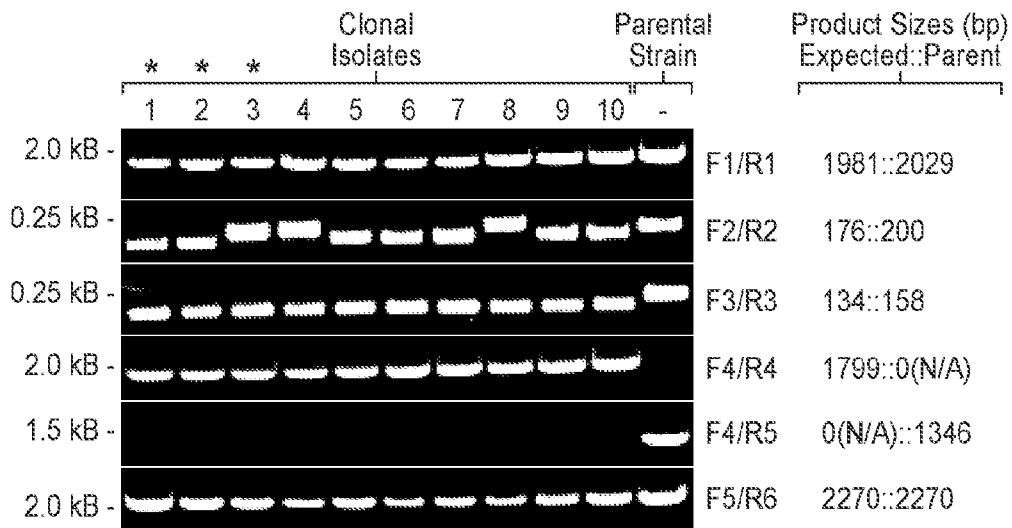 Clonal Isolates
Parental Strain
Product Sizes (bp) Expected::Parent
* * *
1 2 3 4 5 6 7 8 9 10 -
2.0 kB - F1/R1 1981::2029
0.25 kB - F2/R2 176::200
0.25 kB - F3/R3 134::158
2.0 kB - F4/R4 1799::0(N/A)
1.5 kB - F4/R5 0(N/A)::1346
2.0 kB - F5/R6 2270::2270